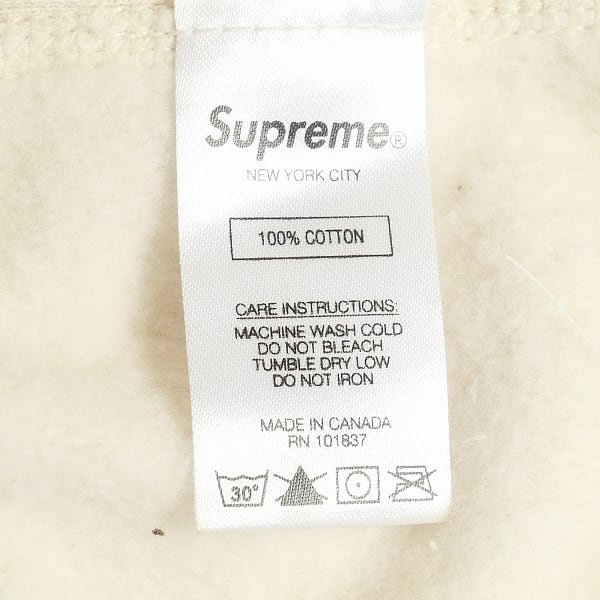 Supreme®
NEW YORK CITY
100% COTTON
CARE INSTRUCTIONS:
MACHINE WASH COLD
DO NOT BLEACH
TUMBLE DRY LOW
DO NOT IRON
MADE IN CANADA
RN 101837
30°